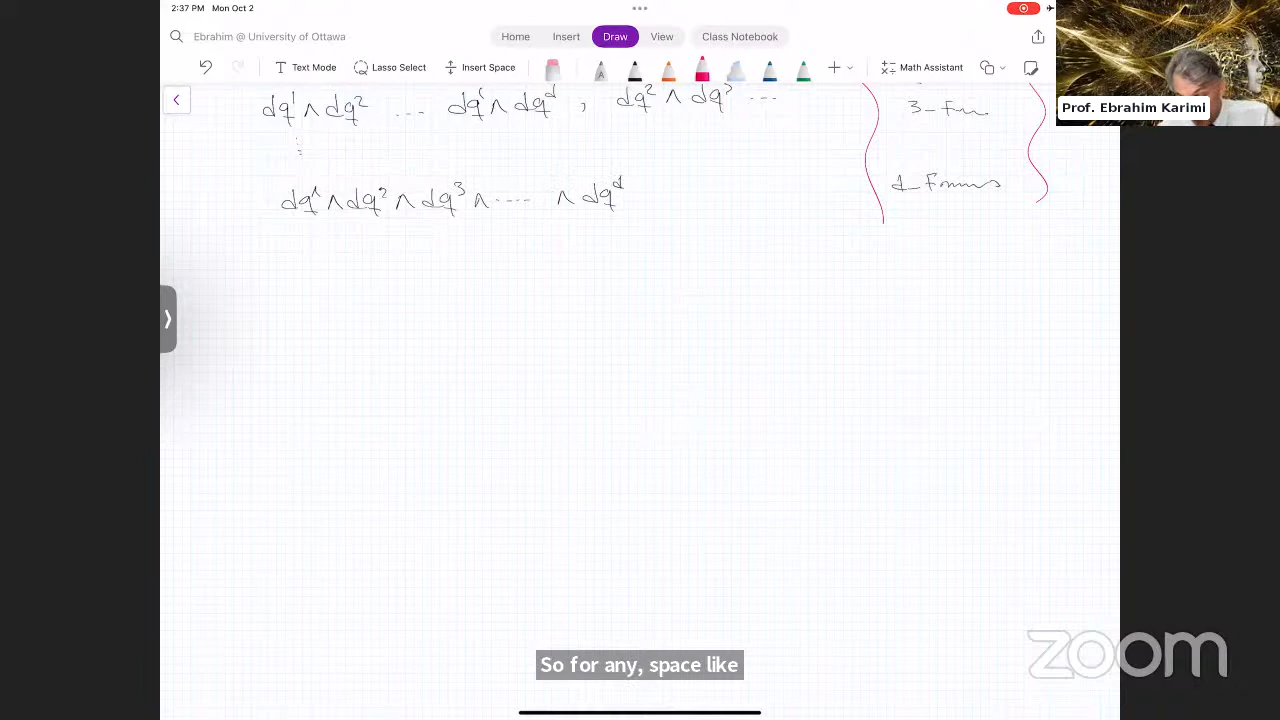 2:37 PM Mon Oct 2
Ebrahim @ University of Ottawa
Home Insert Draw View Class Notebook
Text Mode Lasso Select Insert Space Math Assistant
Prof. Ebrahim Karimi
dq¹ ∧ dq² ... dq¹ ∧ dq^d , dq² ∧ dq³ ...
3-Form
d-Forms
dq¹ ∧ dq² ∧ dq³ ∧ .... ∧ dq^d
So for any, space like
zoom